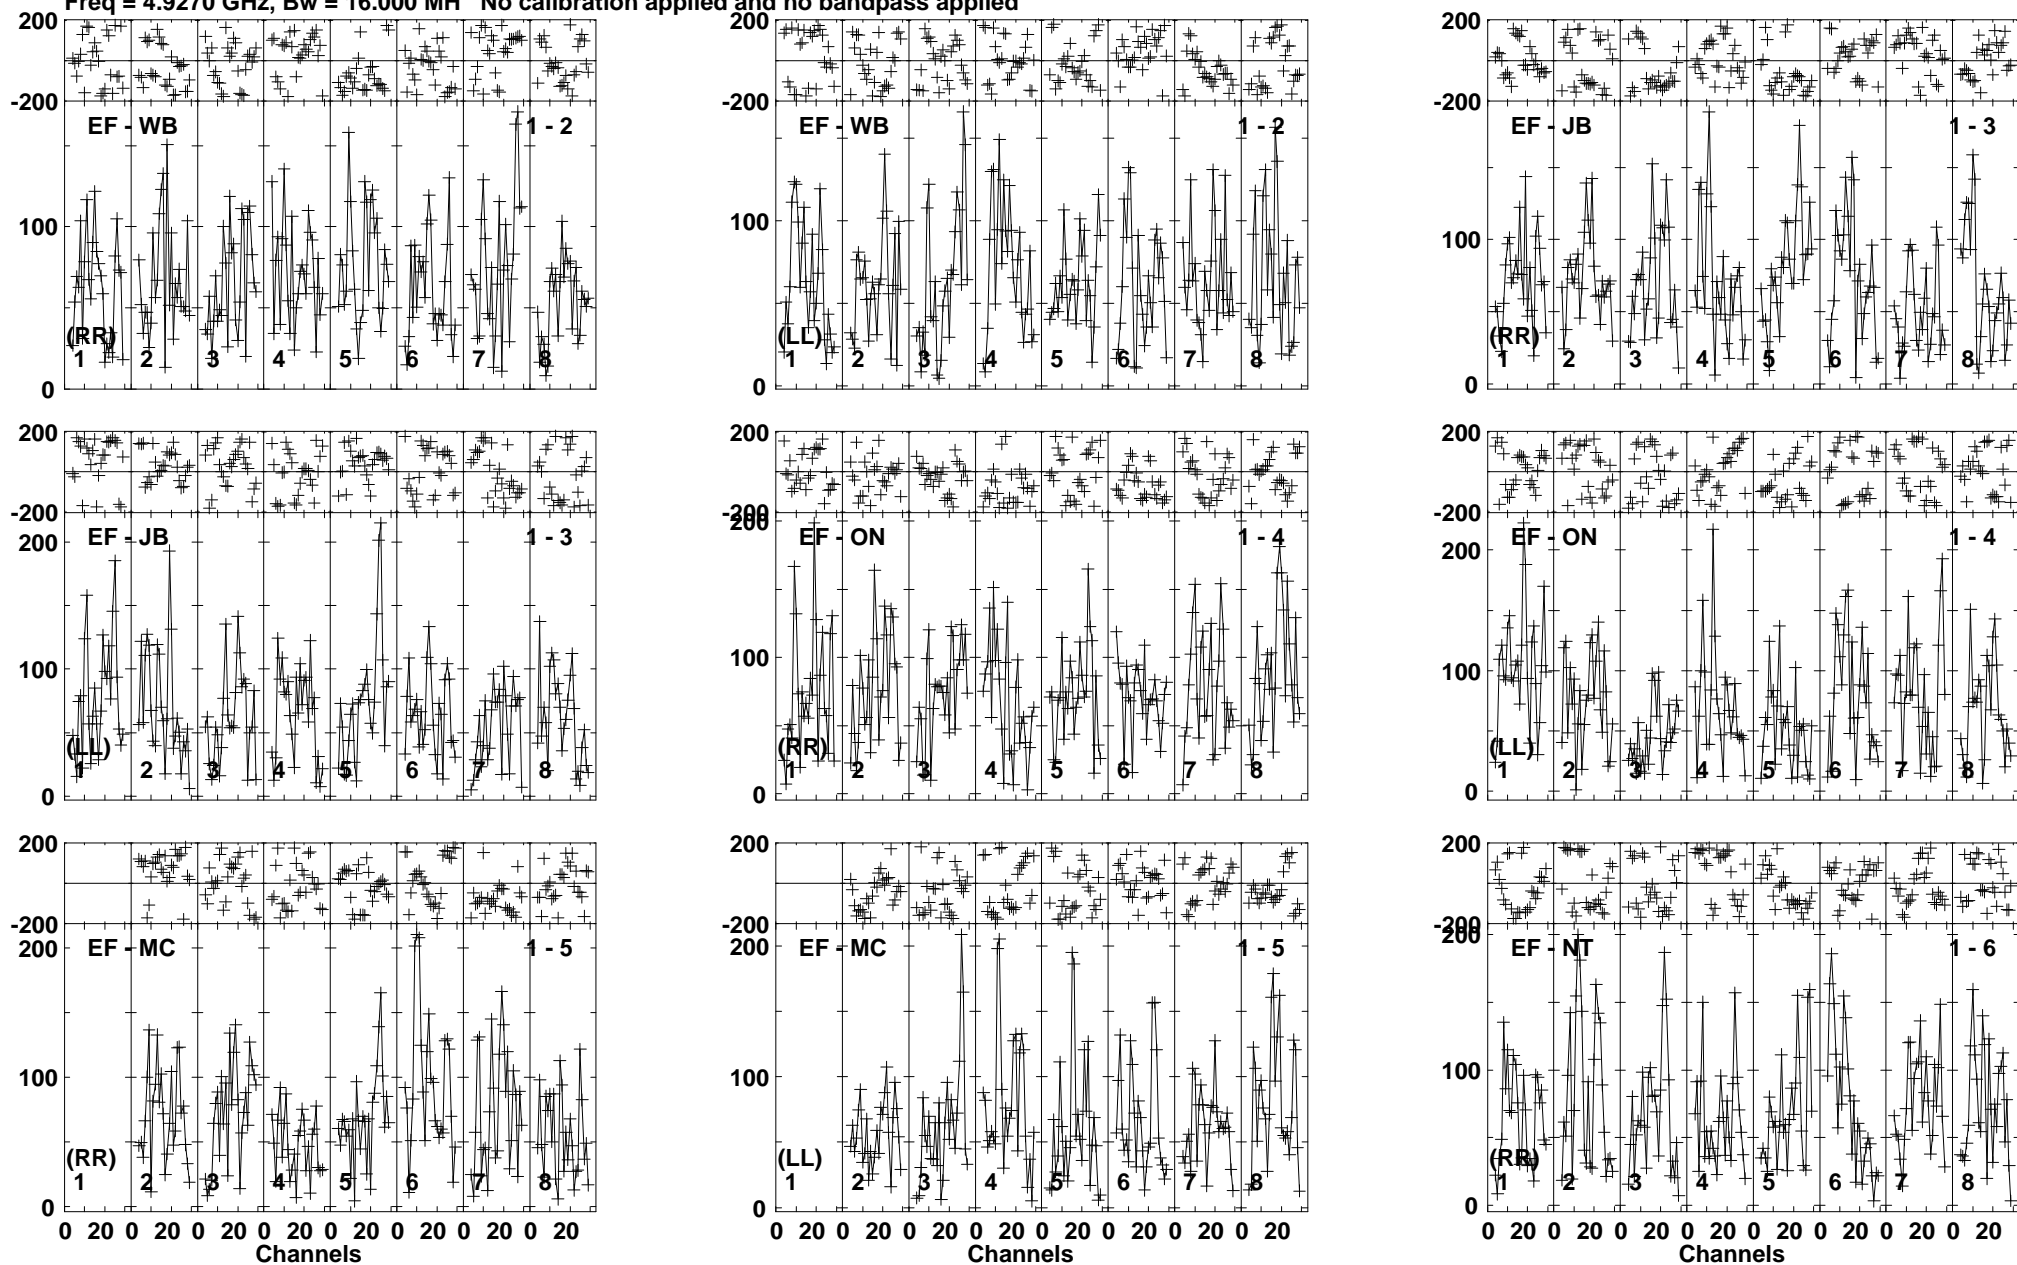 Freq = 4.9270 GHz, Bw = 16.000 MH No calibration applied and no bandpass applied
200
-200
EF - WB 1 - 2
100
(RR)
1 2 3 4 5 6 7 8
0
200
-200
EF - WB 1 - 2
100
(LL)
1 2 3 4 5 6 7 8
0
200
-200
EF - JB 1 - 3
100
(RR)
1 2 3 4 5 6 7 8
0
200
-200
200 EF - JB 1 - 3
100
(LL)
1 2 3 4 5 6 7 8
0
200
-200
200
EF - ON 1 - 4
100
(RR)
1 2 3 4 5 6 7 8
0
200
-200
EF - ON 1 - 4
200
100
(LL)
1 2 3 4 5 6 7 8
0
200
-200
200 EF - MC 1 - 5
100
(RR)
1 2 3 4 5 6 7 8
0
0 20 0 20 0 20 0 20 0 20 0 20 0 20 0 20
Channels
200
-200
200 EF - MC 1 - 5
100
(LL)
1 2 3 4 5 6 7 8
0
0 20 0 20 0 20 0 20 0 20 0 20 0 20 0 20
Channels
200
-200
200
EF - NT 1 - 6
100
(RR)
1 2 3 4 5 6 7 8
0
0 20 0 20 0 20 0 20 0 20 0 20 0 20 0 20
Channels